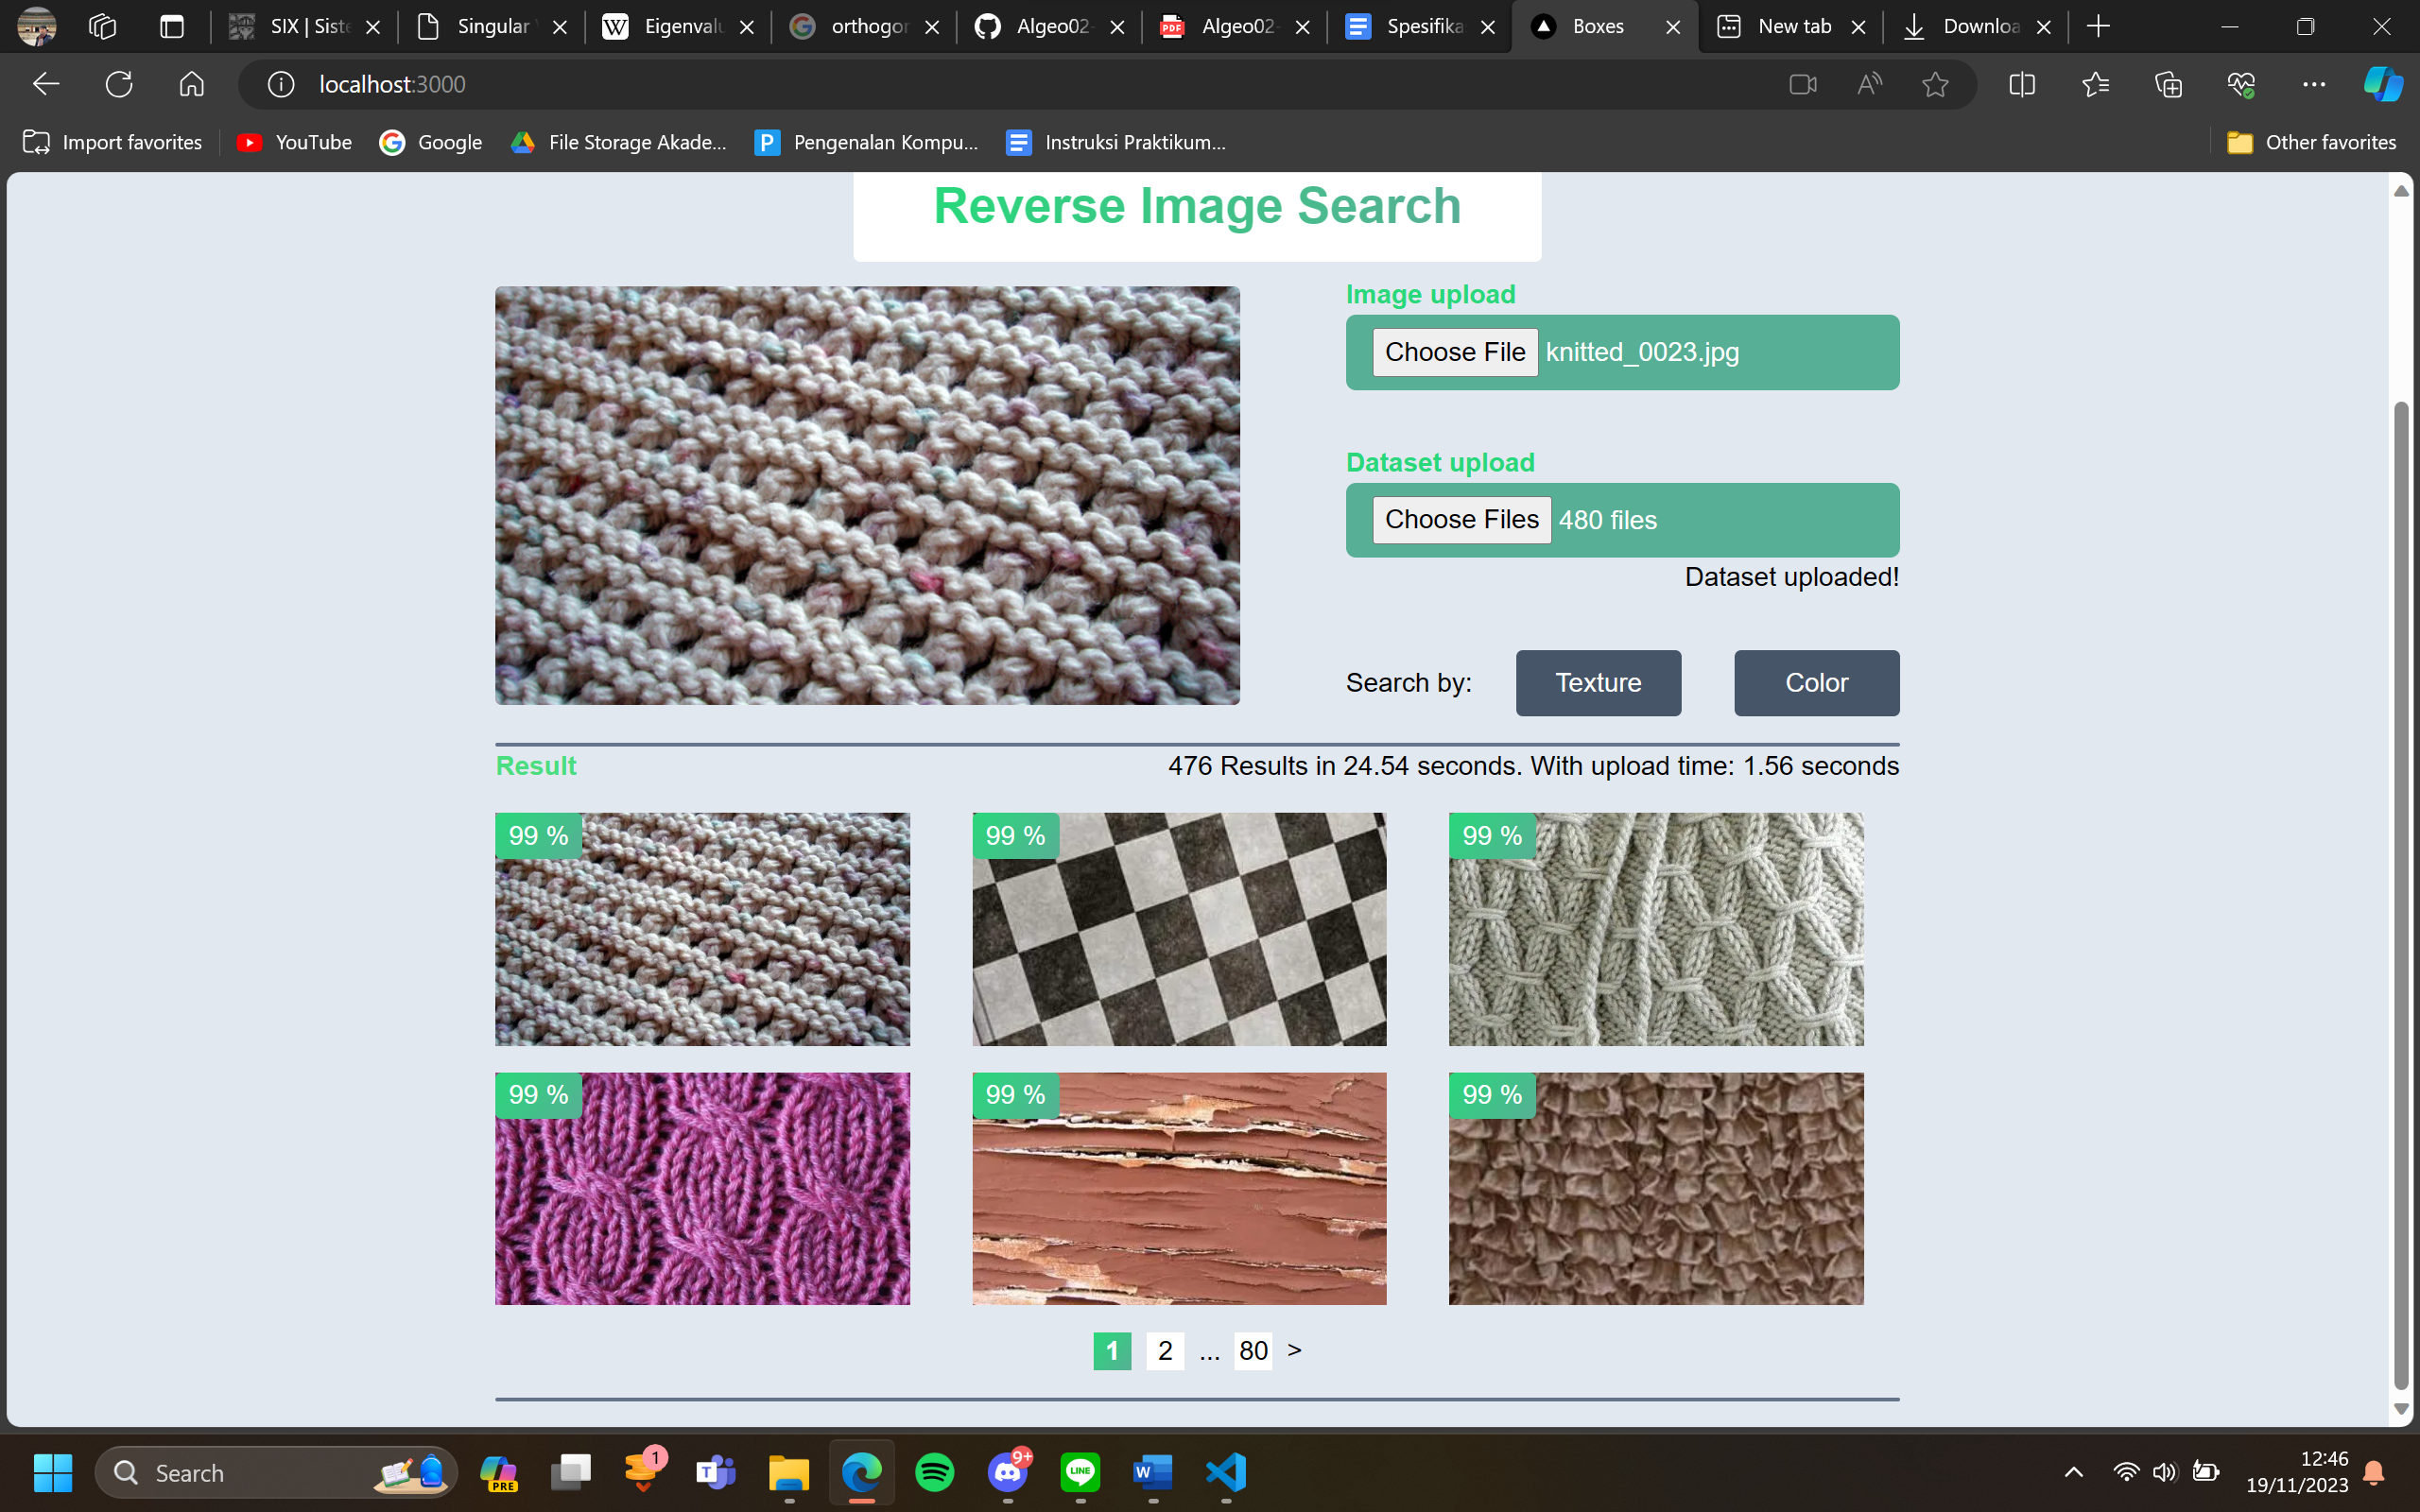 SIX | Siste
Singular V
W
Eigenvalu
orthogor
Algeo02-
PDF
Algeo02-
Spesifika
Boxes
New tab
Downloa
localhost:3000
Import favorites
YouTube
Google
File Storage Akade...
P
Pengenalan Kompu...
Instruksi Praktikum...
Other favorites
Reverse Image Search
Image upload
Choose File knitted_0023.jpg
Dataset upload
Choose Files 480 files
Dataset uploaded!
Search by: Texture Color
Result 476 Results in 24.54 seconds. With upload time: 1.56 seconds
99 % 99 % 99 %
99 % 99 % 99 %
1 2 ... 80 >
Search
PRE
1
T
9+
LINE
W
12:46
19/11/2023